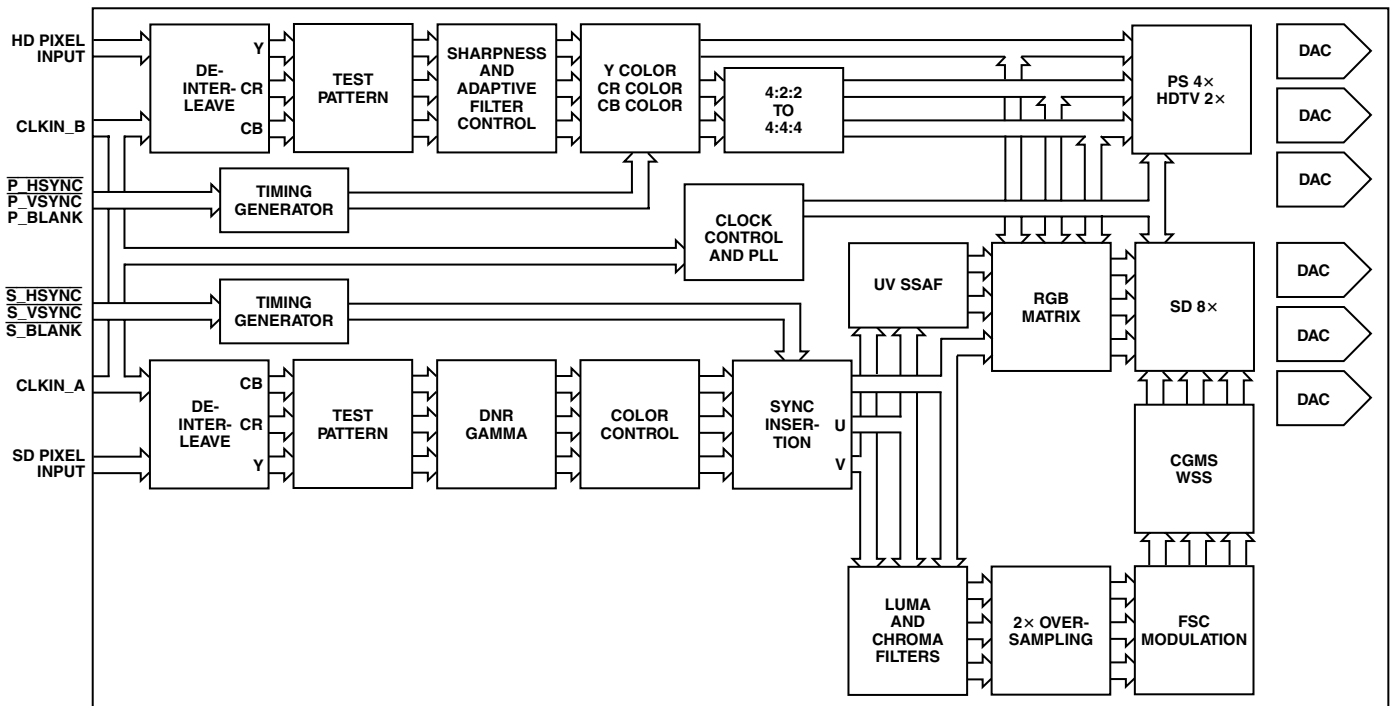 HD PIXEL
INPUT
CLKIN_B
P_HSYNC
P_VSYNC
P_BLANK
S_HSYNC
S_VSYNC
S_BLANK
CLKIN_A
SD PIXEL
INPUT
DE-
INTER-
LEAVE
Y
CR
CB
TEST
PATTERN
SHARPNESS
AND
ADAPTIVE
FILTER
CONTROL
Y COLOR
CR COLOR
CB COLOR
4:2:2
TO
4:4:4
PS 4×
HDTV 2×
DAC
DAC
DAC
TIMING
GENERATOR
CLOCK
CONTROL
AND PLL
TIMING
GENERATOR
UV SSAF
RGB
MATRIX
SD 8×
DAC
DAC
DAC
DE-
INTER-
LEAVE
CB
CR
Y
TEST
PATTERN
DNR
GAMMA
COLOR
CONTROL
SYNC
INSER-
TION
U
V
CGMS
WSS
LUMA
AND
CHROMA
FILTERS
2× OVER-
SAMPLING
FSC
MODULATION